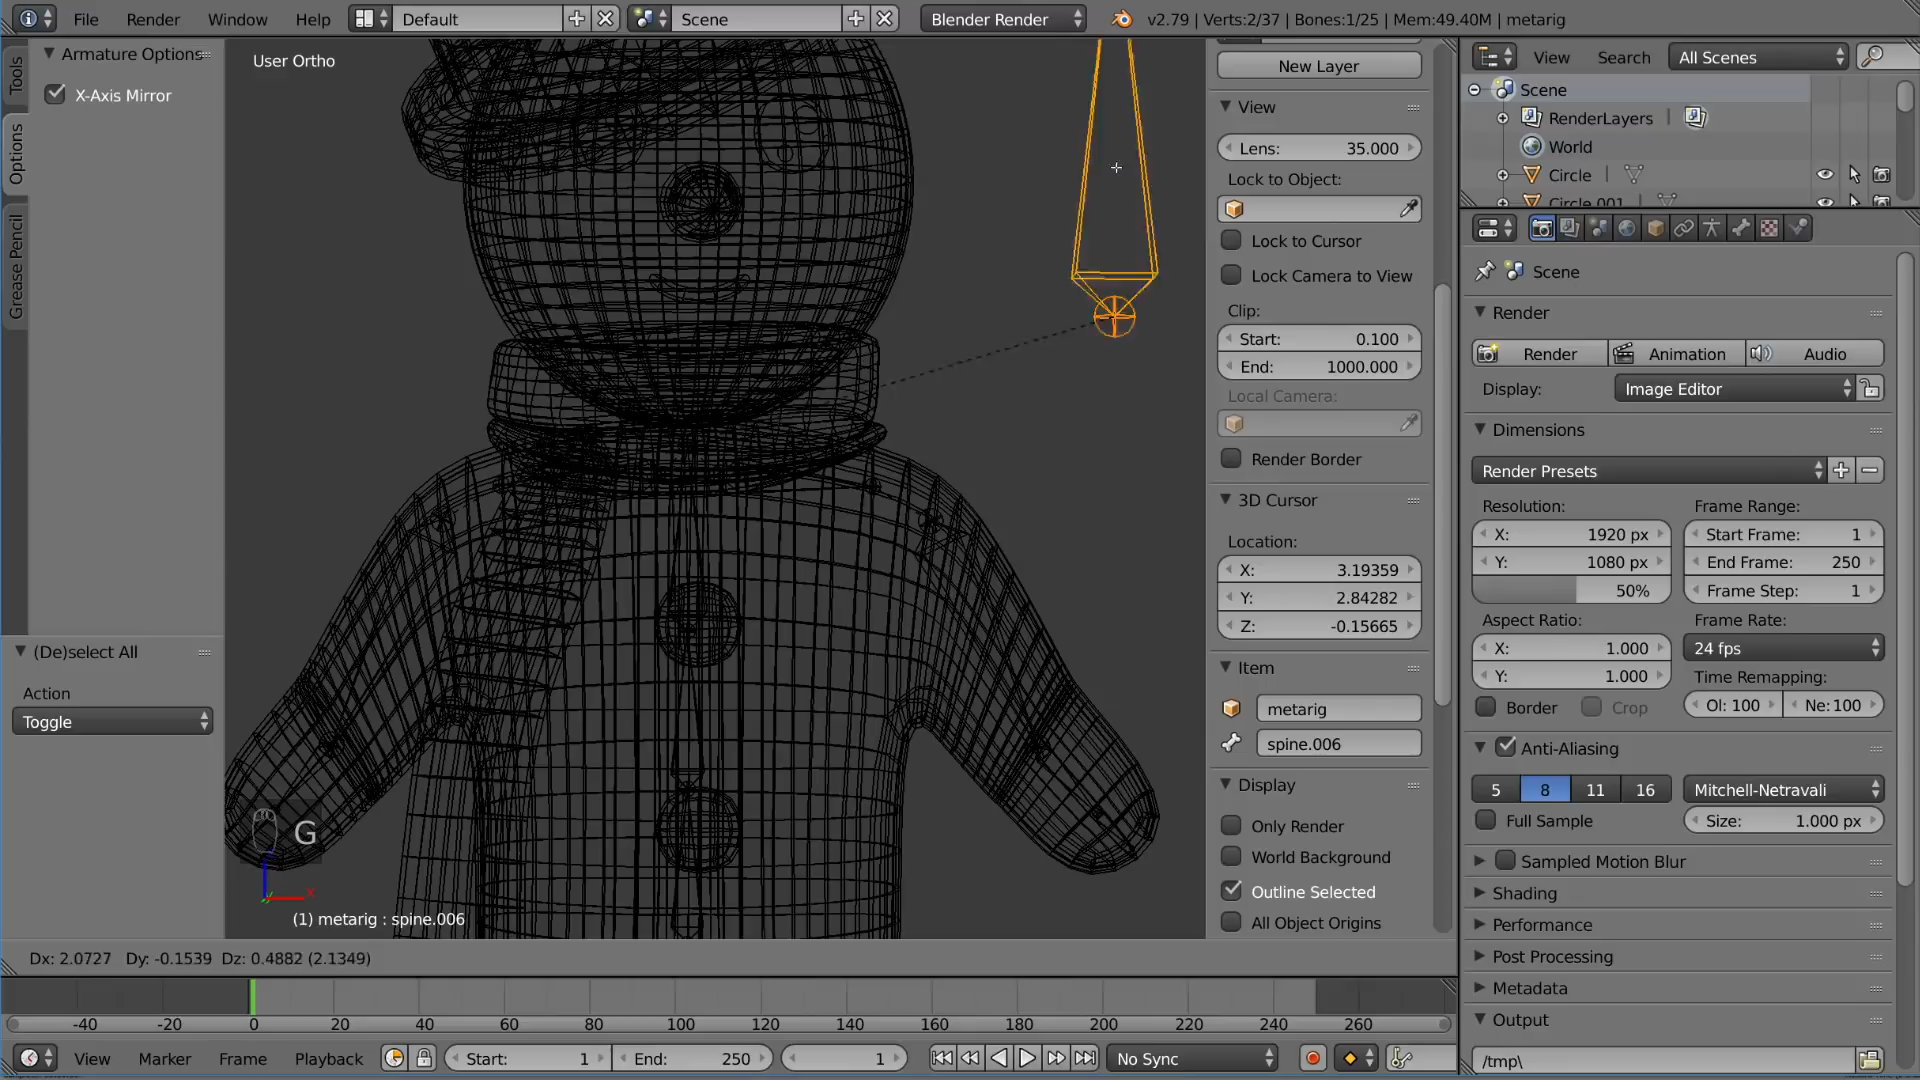 File Render Window Help Default Scene Blender Render v2.79 | Verts:2/37 | Bones:1/25 | Mem:49.40M | metarig
Tools
Options
Grease Pencil
Armature Options
X-Axis Mirror
(De)select All
Action
Toggle
User Ortho
G
x
(1) metarig : spine.006
Dx: 2.0727 Dy: -0.1539 Dz: 0.4882 (2.1349)
New Layer
View
Lens: 35.000
Lock to Object:
Lock to Cursor
Lock Camera to View
Clip:
Start: 0.100
End: 1000.000
Local Camera:
Render Border
3D Cursor
Location:
X: 3.19359
Y: 2.84282
Z: -0.15665
Item
metarig
spine.006
Display
Only Render
World Background
Outline Selected
All Object Origins
View Search All Scenes
Scene
RenderLayers
World
Circle
Circle.001
Scene
Render
Render Animation Audio
Display: Image Editor
Dimensions
Render Presets
Resolution: Frame Range:
X: 1920 px Start Frame: 1
Y: 1080 px End Frame: 250
50% Frame Step: 1
Aspect Ratio: Frame Rate:
X: 1.000 24 fps
Y: 1.000 Time Remapping:
Border Crop Ol: 100 Ne: 100
Anti-Aliasing
5 8 11 16 Mitchell-Netravali
Full Sample Size: 1.000 px
Sampled Motion Blur
Shading
Performance
Post Processing
Metadata
Output
/tmp\
-40 -20 0 20 40 60 80 100 120 140 160 180 200 220 240 260
View Marker Frame Playback Start: 1 End: 250 1 No Sync